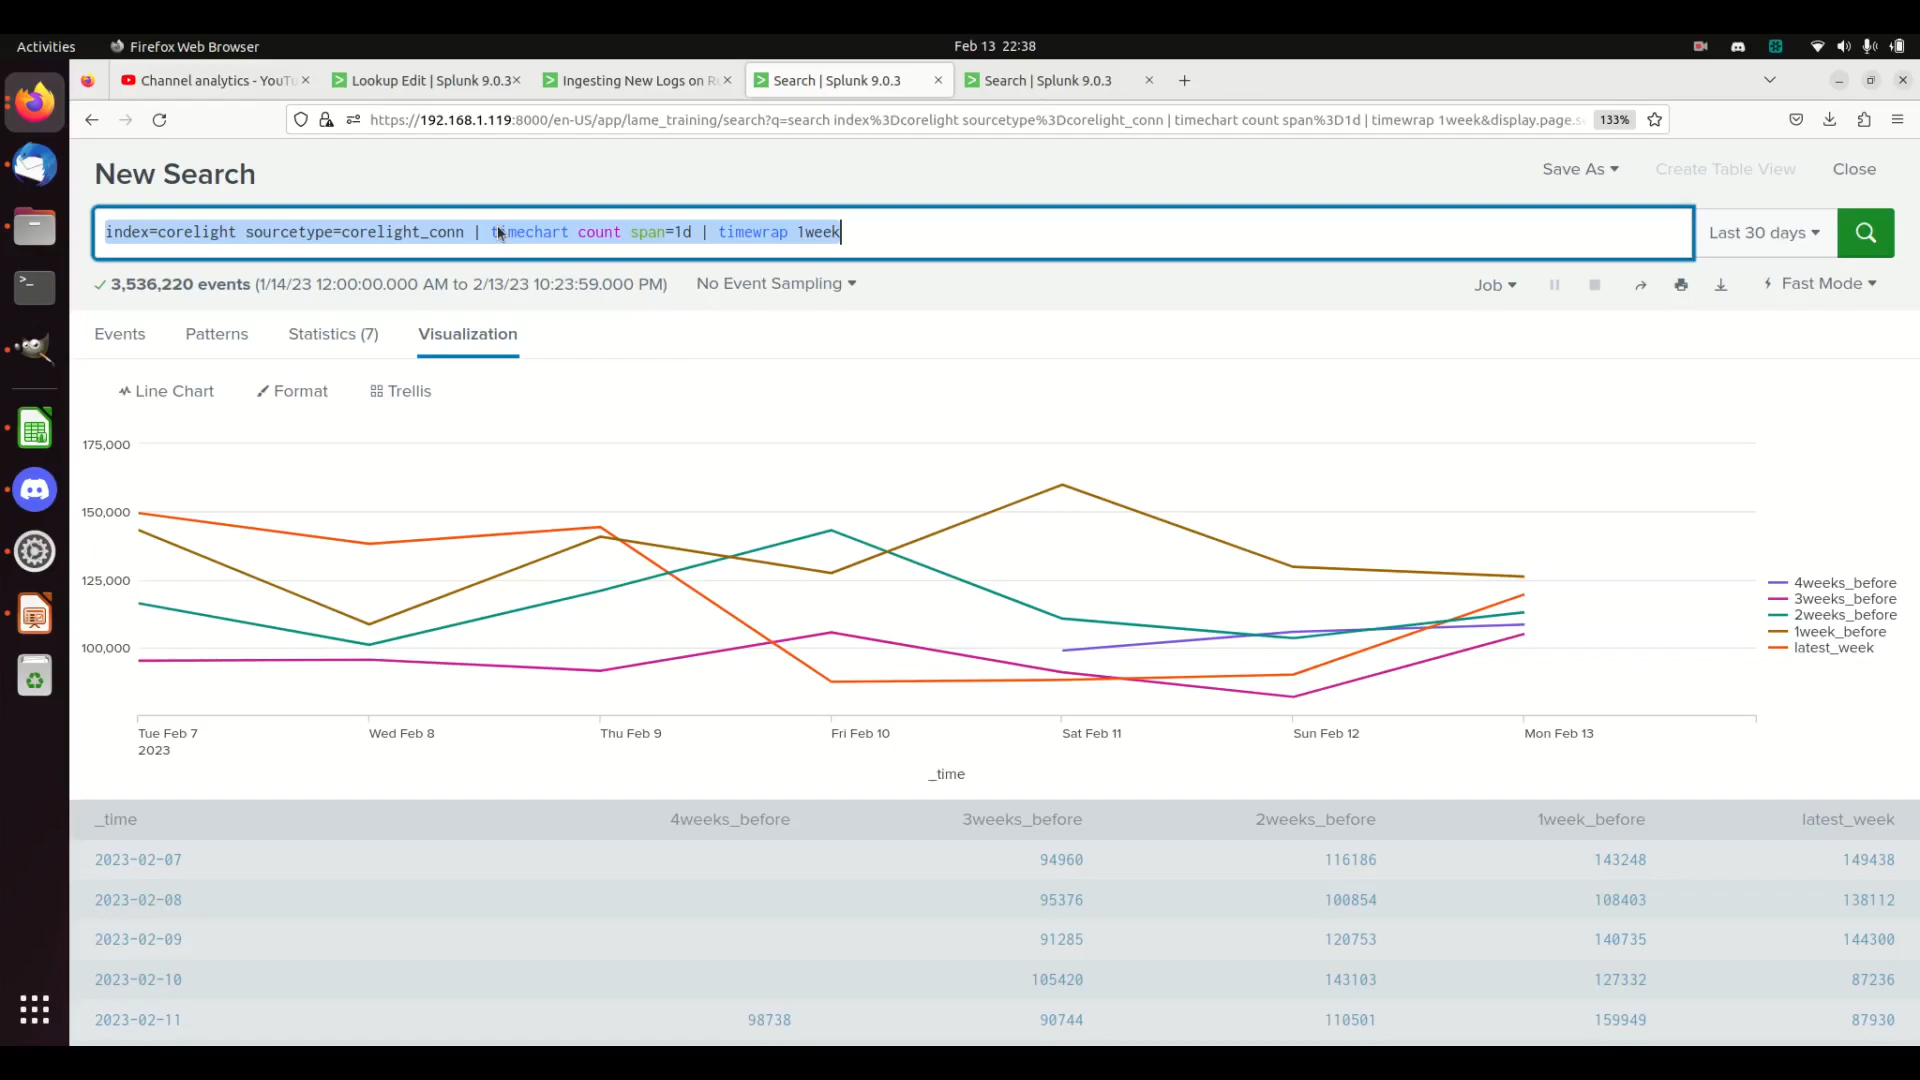 Activities Firefox Web Browser Feb 13 22:38
Channel analytics - YouTu Lookup Edit | Splunk 9.0.3 Ingesting New Logs on R Search | Splunk 9.0.3 Search | Splunk 9.0.3
https://192.168.1.119:8000/en-US/app/lame_training/search?q=search index%3Dcorelight sourcetype%3Dcorelight_conn | timechart count span%3D1d | timewrap 1week&display.page.s 133%
New Search Save As Create Table View Close
index=corelight sourcetype=corelight_conn | timechart count span=1d | timewrap 1week Last 30 days
3,536,220 events (1/14/23 12:00:00.000 AM to 2/13/23 10:23:59.000 PM) No Event Sampling Job Fast Mode
Events Patterns Statistics (7) Visualization
Line Chart Format Trellis
175,000
150,000
125,000
100,000
4weeks_before
3weeks_before
2weeks_before
1week_before
latest_week
Tue Feb 7 Wed Feb 8 Thu Feb 9 Fri Feb 10 Sat Feb 11 Sun Feb 12 Mon Feb 13
2023
_time
_time 4weeks_before 3weeks_before 2weeks_before 1week_before latest_week
2023-02-07 94960 116186 143248 149438
2023-02-08 95376 100854 108403 138112
2023-02-09 91285 120753 140735 144300
2023-02-10 105420 143103 127332 87236
2023-02-11 98738 90744 110501 159949 87930